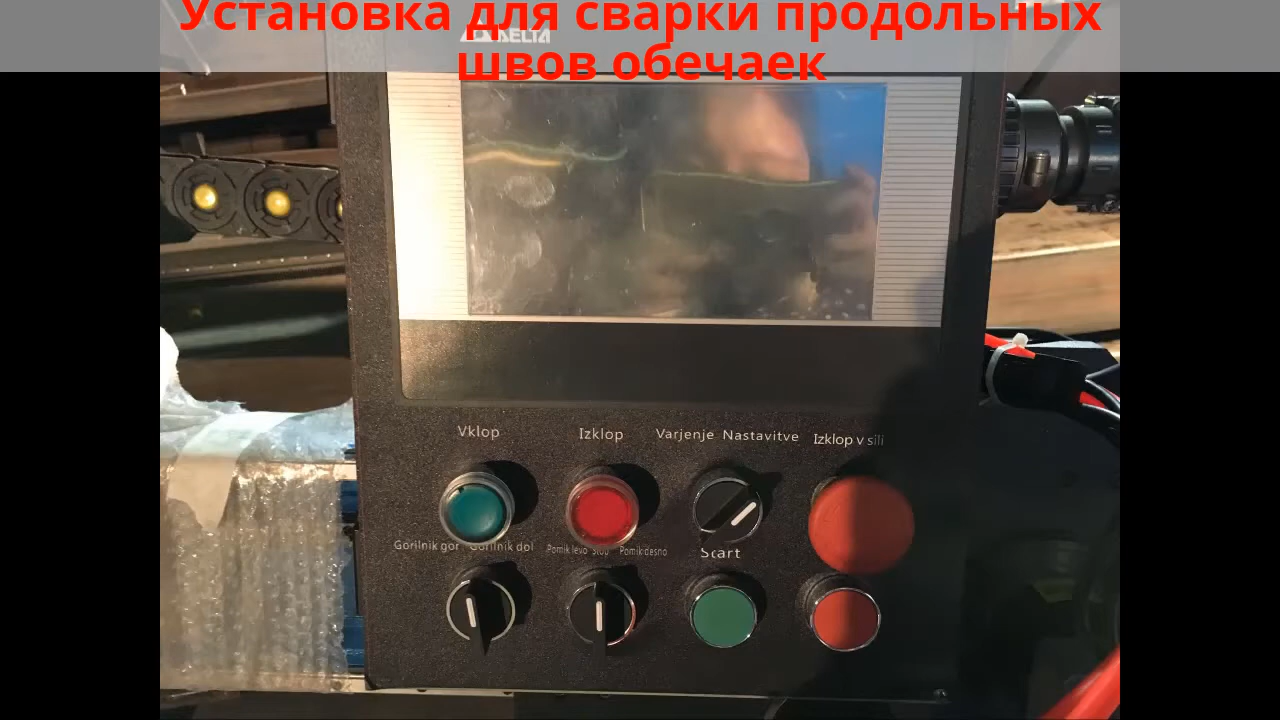 Установка для сварки продольных
швов обечаек
DELTA
Vklop Izklop Varjenje Nastavitve Izklop v sili
Gorilnik gor Gorilnik dol Pomik levo Stop Pomik desno Start